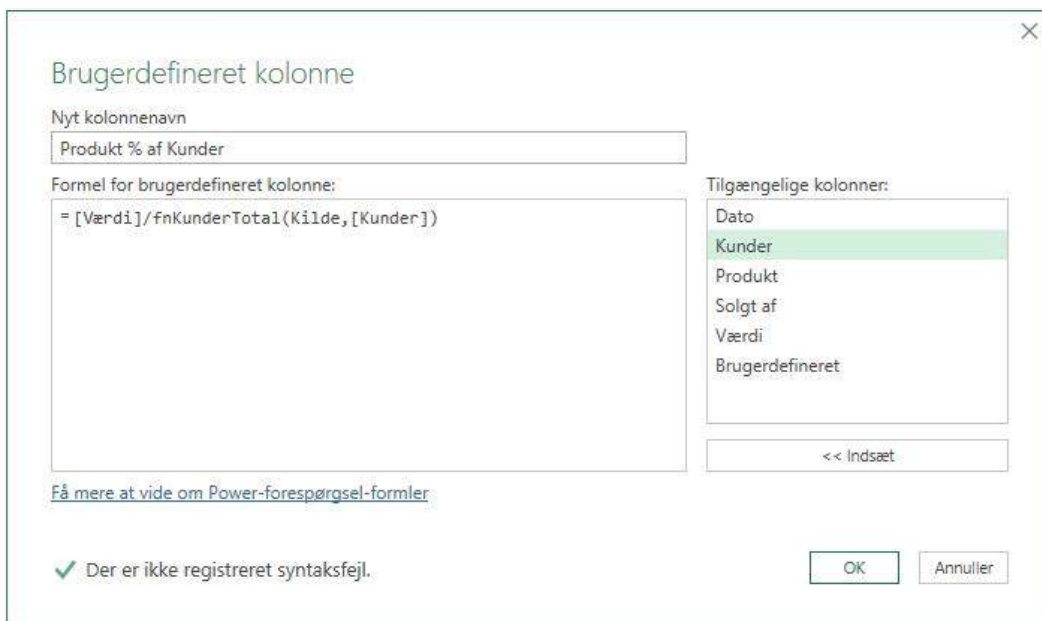 Brugerdefineret kolonne
Nyt kolonnenavn
Produkt % af Kunder
Formel for brugerdefineret kolonne:
= [Værdi]/fnKunderTotal(Kilde,[Kunder])
Tilgængelige kolonner:
Dato
Kunder
Produkt
Solgt af
Værdi
Brugerdefineret
<< Indsæt
Få mere at vide om Power-forespørgsel-formler
Der er ikke registreret syntaksfejl.
OK
Annuller